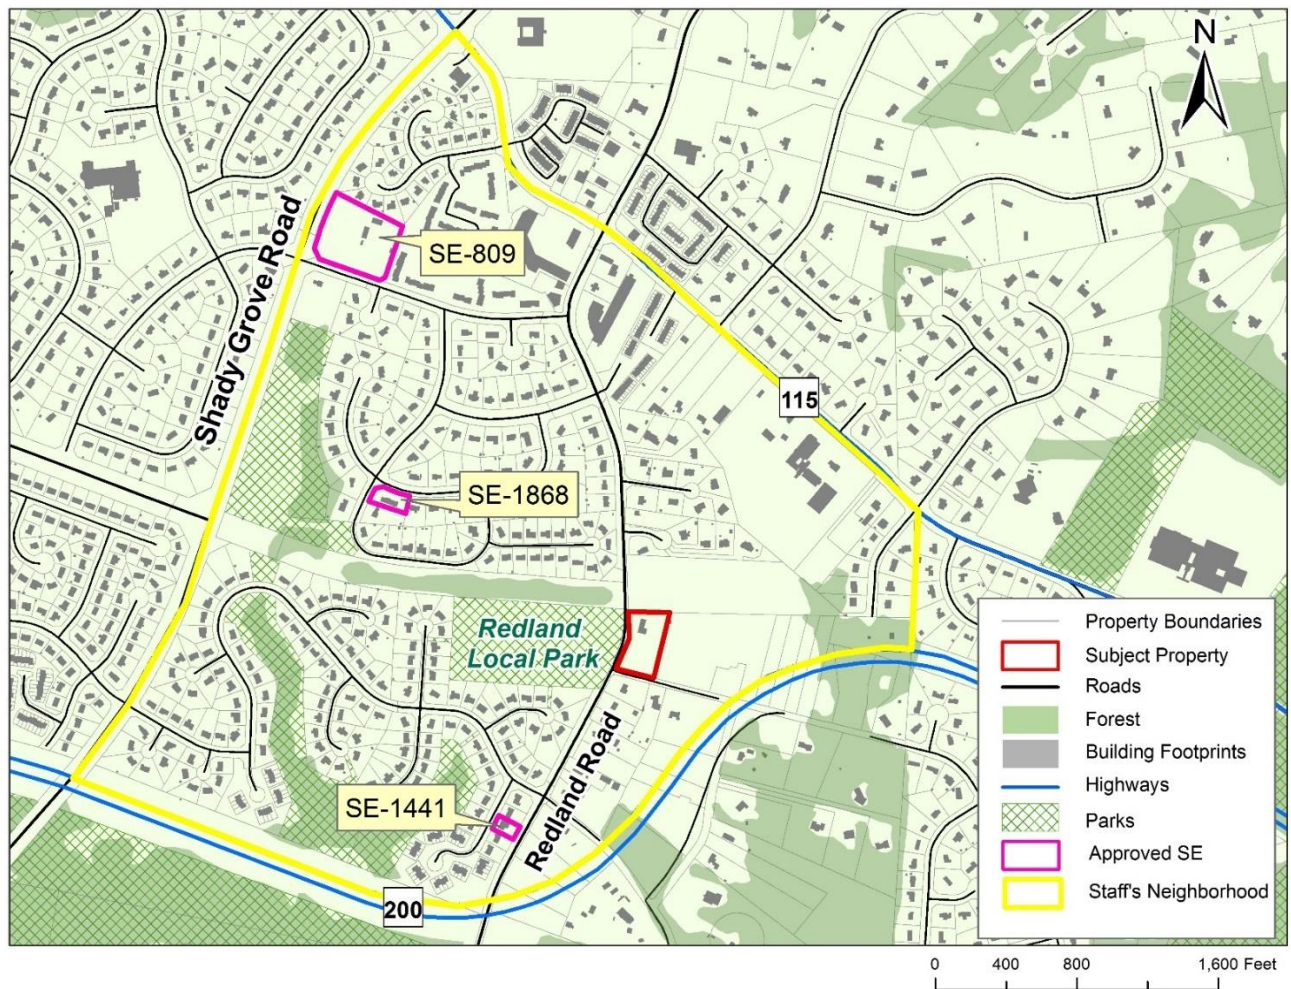 N
Shady Grove Road
SE-809
115
SE-1868
Redland
Local Park
Redland Road
SE-1441
200
Property Boundaries
Subject Property
Roads
Forest
Building Footprints
Highways
Parks
Approved SE
Staff's Neighborhood
0 400 800 1,600 Feet